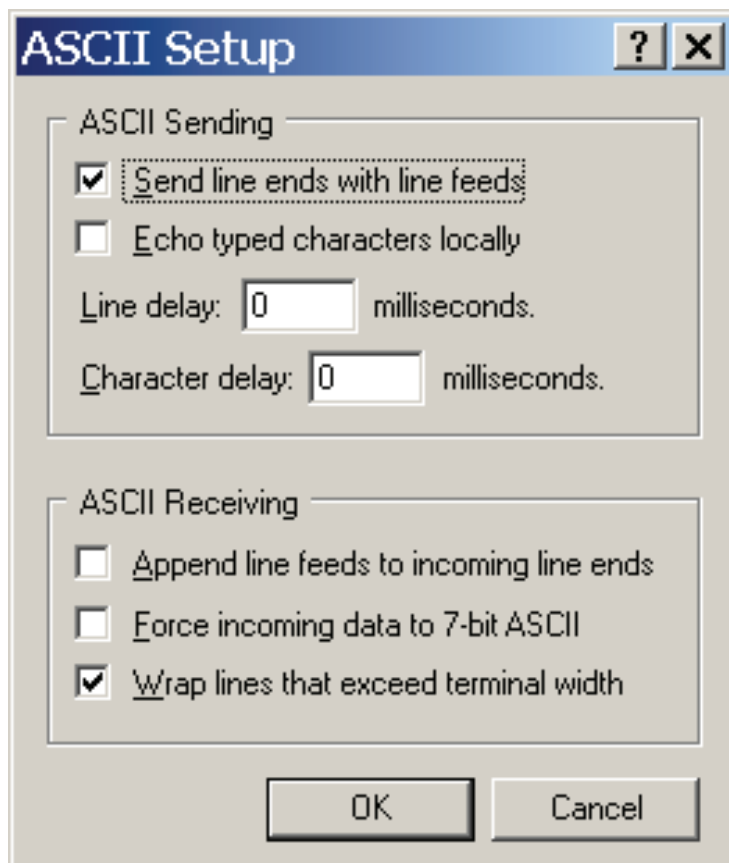 ASCII Setup
ASCII Sending
Send line ends with line feeds
Echo typed characters locally
Line delay: 0 milliseconds.
Character delay: 0 milliseconds.
ASCII Receiving
Append line feeds to incoming line ends
Force incoming data to 7-bit ASCII
Wrap lines that exceed terminal width
OK Cancel